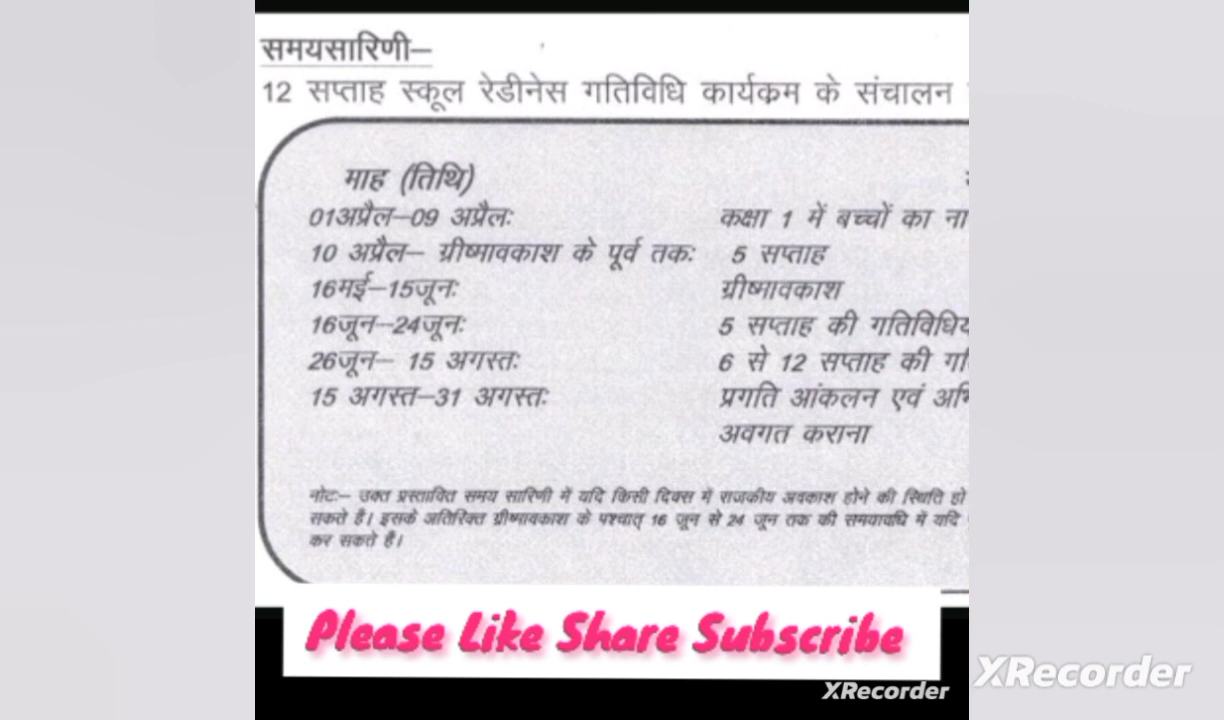 समयसारिणी–
12 सप्ताह स्कूल रेडीनेस गतिविधि कार्यक्रम के संचालन
माह (तिथि)
01अप्रैल–09 अप्रैलः कक्षा 1 में बच्चों का ना
10 अप्रैल– ग्रीष्मावकाश के पूर्व तकः 5 सप्ताह
16मई–15जूनः ग्रीष्मावकाश
16जून–24जूनः 5 सप्ताह की गतिविधिय
26जून– 15 अगस्तः 6 से 12 सप्ताह की गति
15 अगस्त–31 अगस्तः प्रगति आंकलन एवं अभि
अवगत कराना
नोटः– उक्त प्रस्तावित समय सारिणी में यदि किसी दिवस में राजकीय अवकाश होने की स्थिति हो
सकते है। इसके अतिरिक्त ग्रीष्मावकाश के पश्चात् 16 जून से 24 जून तक की समयावधि में यदि
कर सकते हैं।
Please Like Share Subscribe
XRecorder
XRecorder